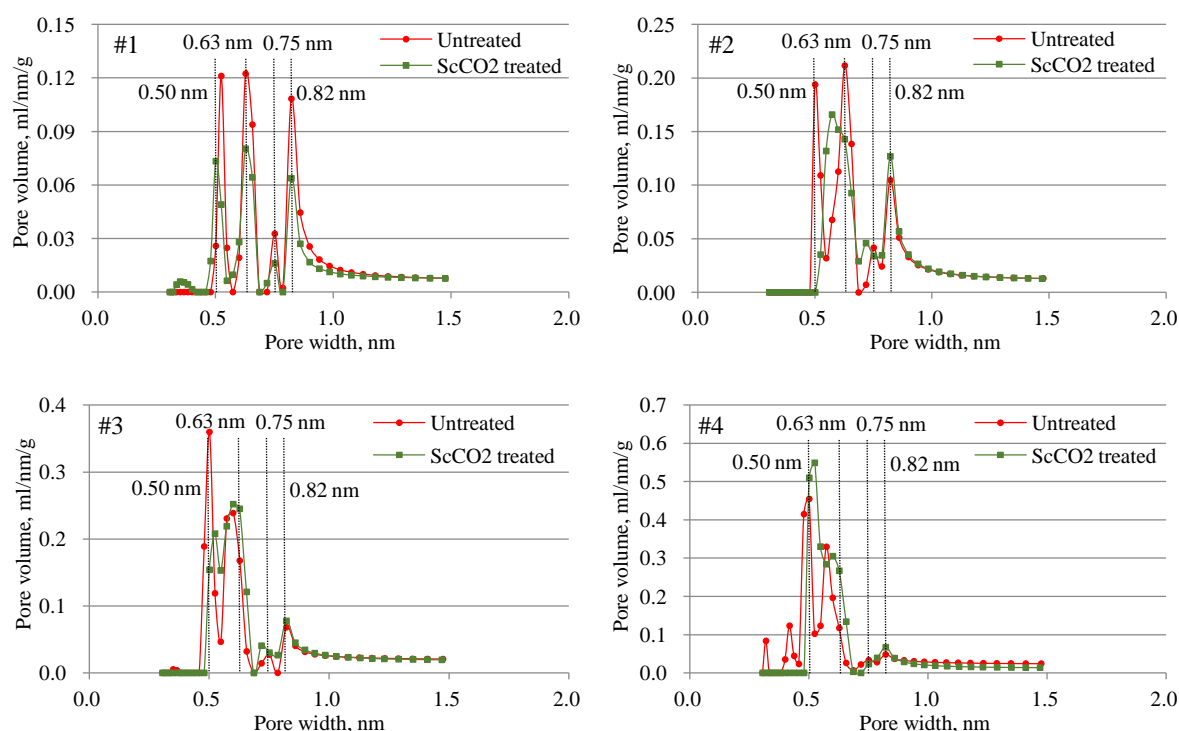 #1
0.63 nm
0.75 nm
Untreated
ScCO2 treated
0.50 nm
0.82 nm
Pore volume, ml/nm/g
0.15
0.12
0.09
0.06
0.03
0.00
0.0 0.5 1.0 1.5 2.0
Pore width, nm
#2
0.63 nm
0.75 nm
Untreated
ScCO2 treated
0.50 nm
0.82 nm
Pore volume, ml/nm/g
0.25
0.20
0.15
0.10
0.05
0.00
0.0 0.5 1.0 1.5 2.0
Pore width, nm
#3
0.63 nm
0.75 nm
Untreated
ScCO2 treated
0.50 nm
0.82 nm
Pore volume, ml/nm/g
0.4
0.3
0.2
0.1
0.0
0.0 0.5 1.0 1.5 2.0
Pore width, nm
#4
0.63 nm
0.75 nm
Untreated
ScCO2 treated
0.50 nm
0.82 nm
Pore volume, ml/nm/g
0.7
0.6
0.5
0.4
0.3
0.2
0.1
0.0
0.0 0.5 1.0 1.5 2.0
Pore width, nm